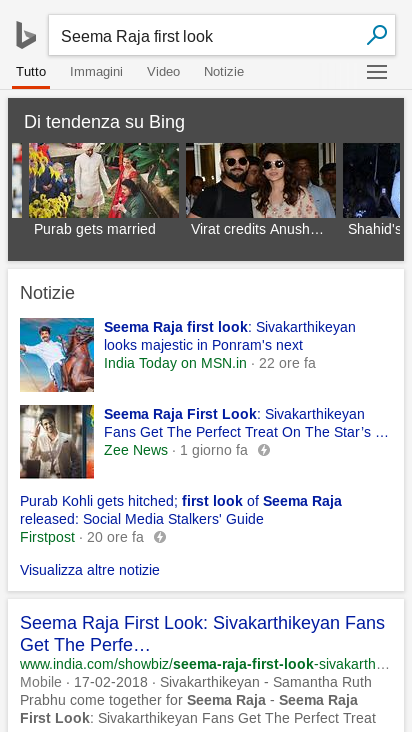 Seema Raja first look
Tutto Immagini Video Notizie
Di tendenza su Bing
Purab gets married Virat credits Anush… Shahid's
Notizie
Seema Raja first look: Sivakarthikeyan
looks majestic in Ponram's next
India Today on MSN.in · 22 ore fa
Seema Raja First Look: Sivakarthikeyan
Fans Get The Perfect Treat On The Star's …
Zee News · 1 giorno fa
Purab Kohli gets hitched; first look of Seema Raja
released: Social Media Stalkers' Guide
Firstpost · 20 ore fa
Visualizza altre notizie
Seema Raja First Look: Sivakarthikeyan Fans
Get The Perfe…
www.india.com/showbiz/seema-raja-first-look-sivakarth…
Mobile · 17-02-2018 · Sivakarthikeyan - Samantha Ruth
Prabhu come together for Seema Raja - Seema Raja
First Look: Sivakarthikeyan Fans Get The Perfect Treat